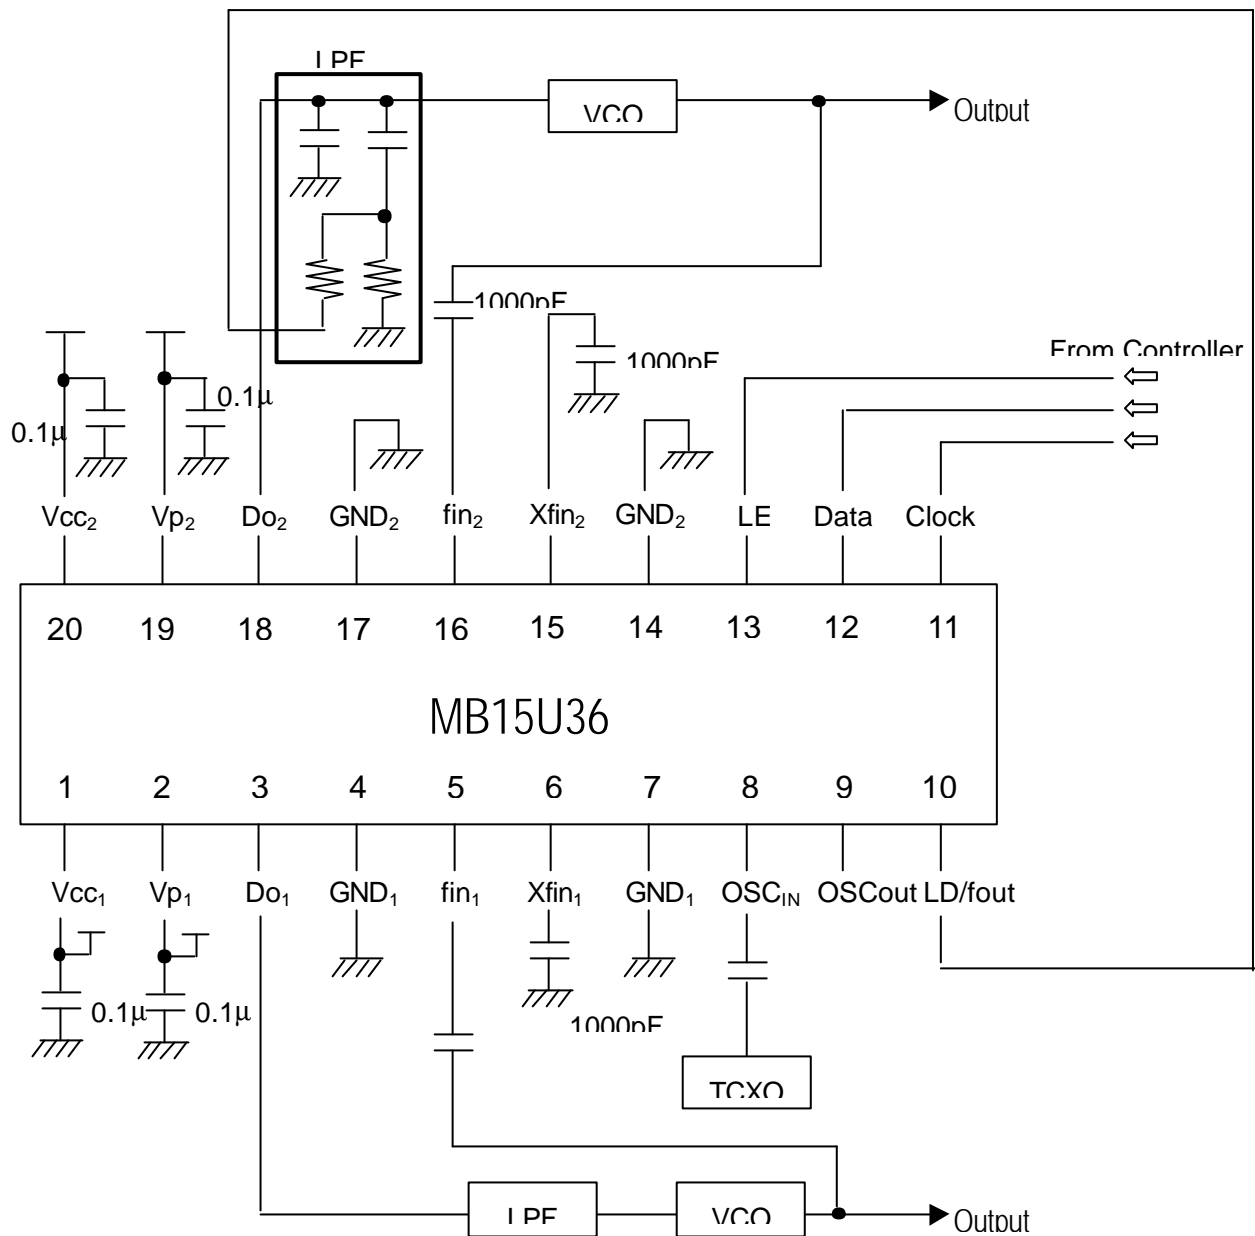 LPF
VCO
Output
1000pF
1000pF
From Controller
0.1μ
0.1μ
Vcc2 Vp2 Do2 GND2 fin2 Xfin2 GND2 LE Data Clock
20 19 18 17 16 15 14 13 12 11
MB15U36
1 2 3 4 5 6 7 8 9 10
Vcc1 Vp1 Do1 GND1 fin1 Xfin1 GND1 OSCIN OSCout LD/fout
0.1μ 0.1μ
1000pF
TCXO
LPF VCO Output